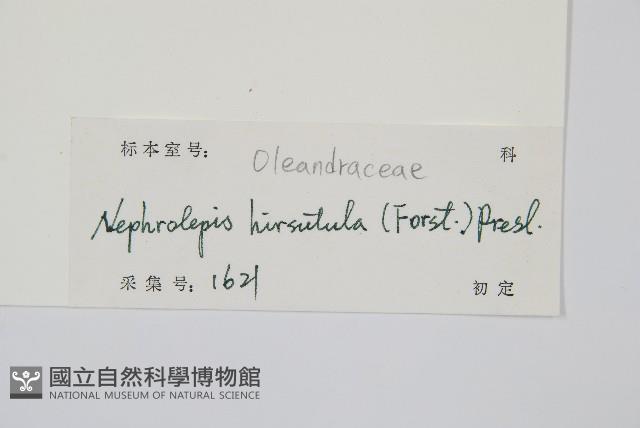 标本室号： Oleandraceae 科
Nephrolepis hirsutula (Forst.) Presl.
采集号： 1621 初定
國立自然科學博物館
NATIONAL MUSEUM OF NATURAL SCIENCE